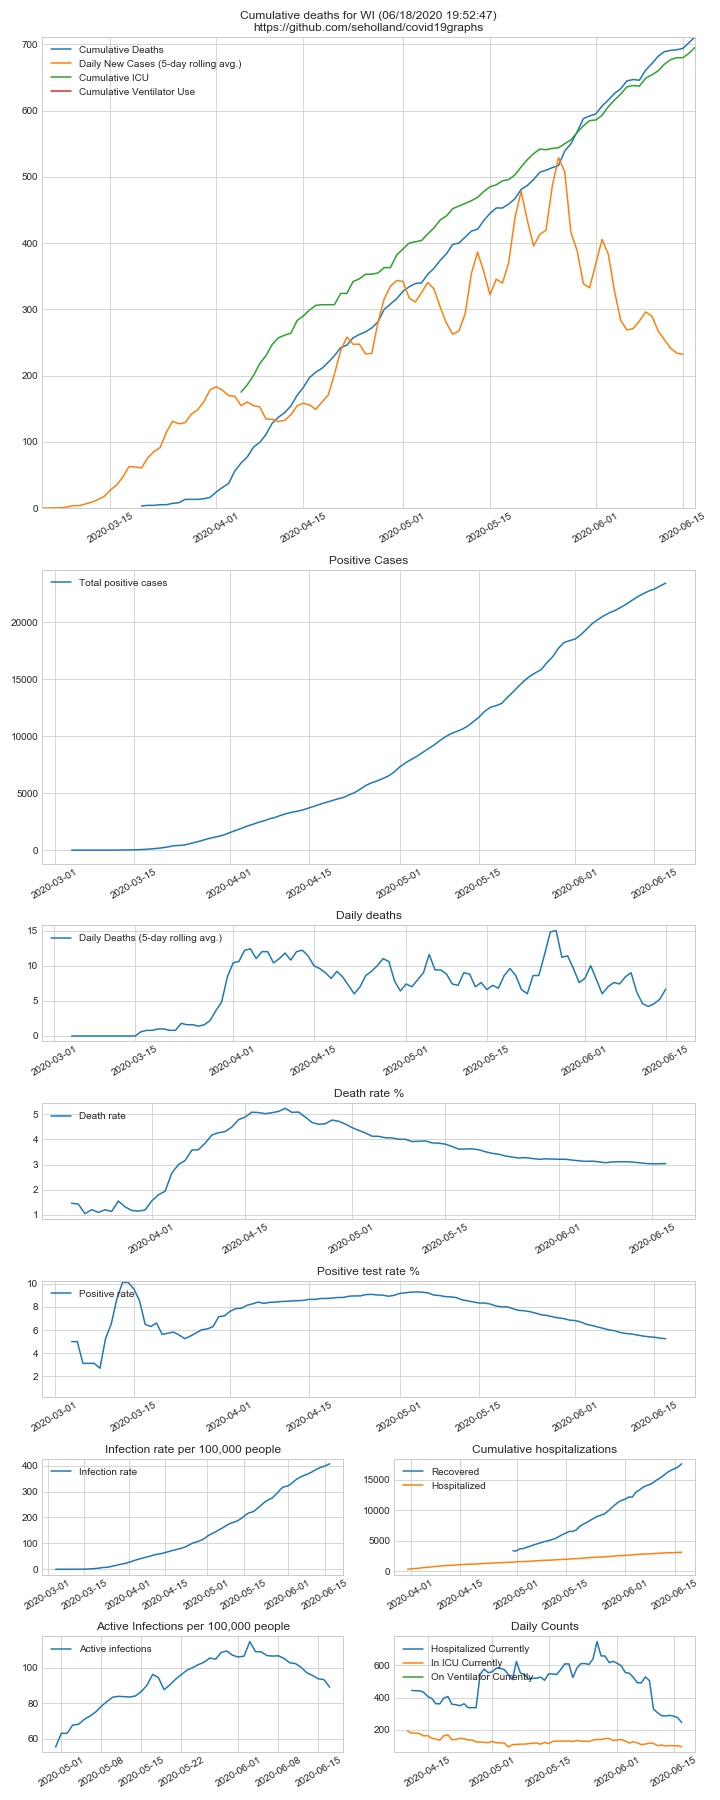 Cumulative deaths for WI (06/18/2020 19:52:47)
https://github.com/seholland/covid19graphs
Cumulative Deaths
Daily New Cases (5-day rolling avg.)
Cumulative ICU
Cumulative Ventilator Use
700
600
500
400
300
200
100
0
2020-03-15 2020-04-01 2020-04-15 2020-05-01 2020-05-15 2020-06-01 2020-06-15
Positive Cases
Total positive cases
20000
15000
10000
5000
0
2020-03-01 2020-03-15 2020-04-01 2020-04-15 2020-05-01 2020-05-15 2020-06-01 2020-06-15
Daily deaths
Daily Deaths (5-day rolling avg.)
15
10
5
0
2020-03-01 2020-03-15 2020-04-01 2020-04-15 2020-05-01 2020-05-15 2020-06-01 2020-06-15
Death rate %
Death rate
5
4
3
2
1
2020-04-01 2020-04-15 2020-05-01 2020-05-15 2020-06-01 2020-06-15
Positive test rate %
Positive rate
10
8
6
4
2
2020-03-01 2020-03-15 2020-04-01 2020-04-15 2020-05-01 2020-05-15 2020-06-01 2020-06-15
Infection rate per 100,000 people
Infection rate
400
300
200
100
0
2020-03-01 2020-03-15 2020-04-01 2020-04-15 2020-05-01 2020-05-15 2020-06-01 2020-06-15
Cumulative hospitalizations
Recovered
Hospitalized
15000
10000
5000
0
2020-04-01 2020-04-15 2020-05-01 2020-05-15 2020-06-01 2020-06-15
Active Infections per 100,000 people
Active infections
100
80
60
2020-05-01 2020-05-08 2020-05-15 2020-05-22 2020-06-01 2020-06-08 2020-06-15
Daily Counts
Hospitalized Currently
In ICU Currently
On Ventilator Currently
600
400
200
2020-04-15 2020-05-01 2020-05-15 2020-06-01 2020-06-15